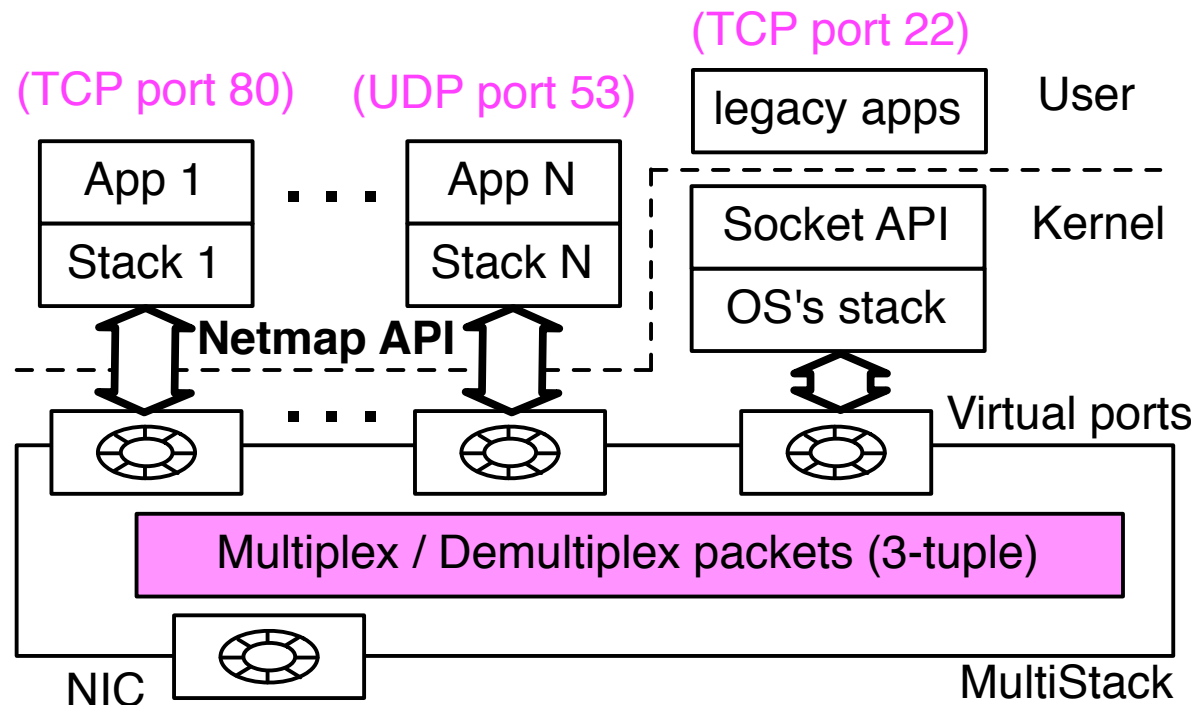 (TCP port 22)
(TCP port 80) (UDP port 53)
legacy apps
User
App 1 . . . App N
Socket API
Kernel
Stack 1 Stack N
OS's stack
Netmap API
. . .
Virtual ports
Multiplex / Demultiplex packets (3-tuple)
NIC
MultiStack